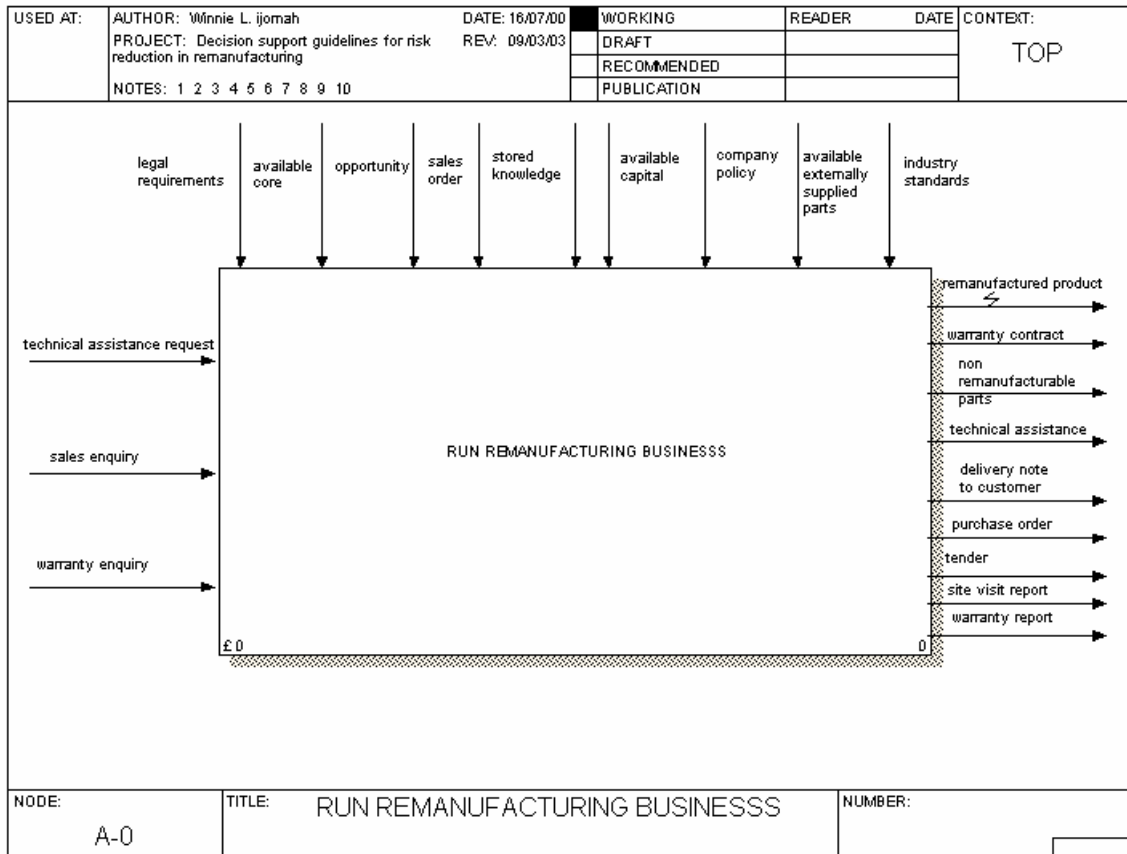 USED AT:
AUTHOR: Winnie L. ijomah
DATE: 16/07/00
WORKING
READER
DATE
CONTEXT:
PROJECT: Decision support guidelines for risk
reduction in remanufacturing
REV: 09/03/03
DRAFT
TOP
RECOMMENDED
NOTES: 1 2 3 4 5 6 7 8 9 10
PUBLICATION
legal
requirements
available
core
opportunity
sales
order
stored
knowledge
available
capital
company
policy
available
externally
supplied
parts
industry
standards
technical assistance request
sales enquiry
warranty enquiry
RUN REMANUFACTURING BUSINESSS
£ 0
0
remanufactured product
warranty contract
non
remanufacturable
parts
technical assistance
delivery note
to customer
purchase order
tender
site visit report
warranty report
NODE:
A-0
TITLE:
RUN REMANUFACTURING BUSINESSS
NUMBER: